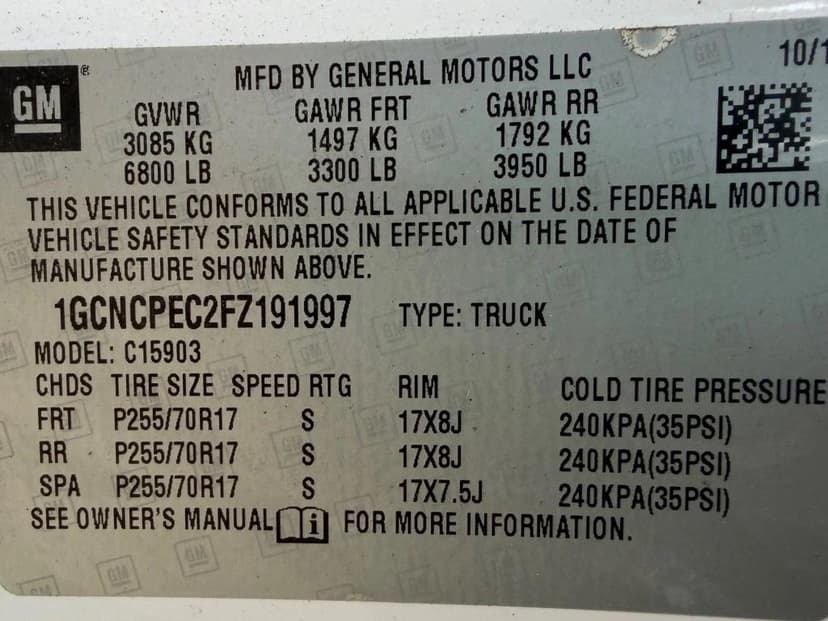 GM ®
MFD BY GENERAL MOTORS LLC 10/1
GVWR GAWR FRT GAWR RR
3085 KG 1497 KG 1792 KG
6800 LB 3300 LB 3950 LB
THIS VEHICLE CONFORMS TO ALL APPLICABLE U.S. FEDERAL MOTOR
VEHICLE SAFETY STANDARDS IN EFFECT ON THE DATE OF
MANUFACTURE SHOWN ABOVE.
1GCNCPEC2FZ191997 TYPE: TRUCK
MODEL: C15903
CHDS TIRE SIZE SPEED RTG RIM COLD TIRE PRESSURE
FRT P255/70R17 S 17X8J 240KPA(35PSI)
RR P255/70R17 S 17X8J 240KPA(35PSI)
SPA P255/70R17 S 17X7.5J 240KPA(35PSI)
SEE OWNER'S MANUAL i FOR MORE INFORMATION.